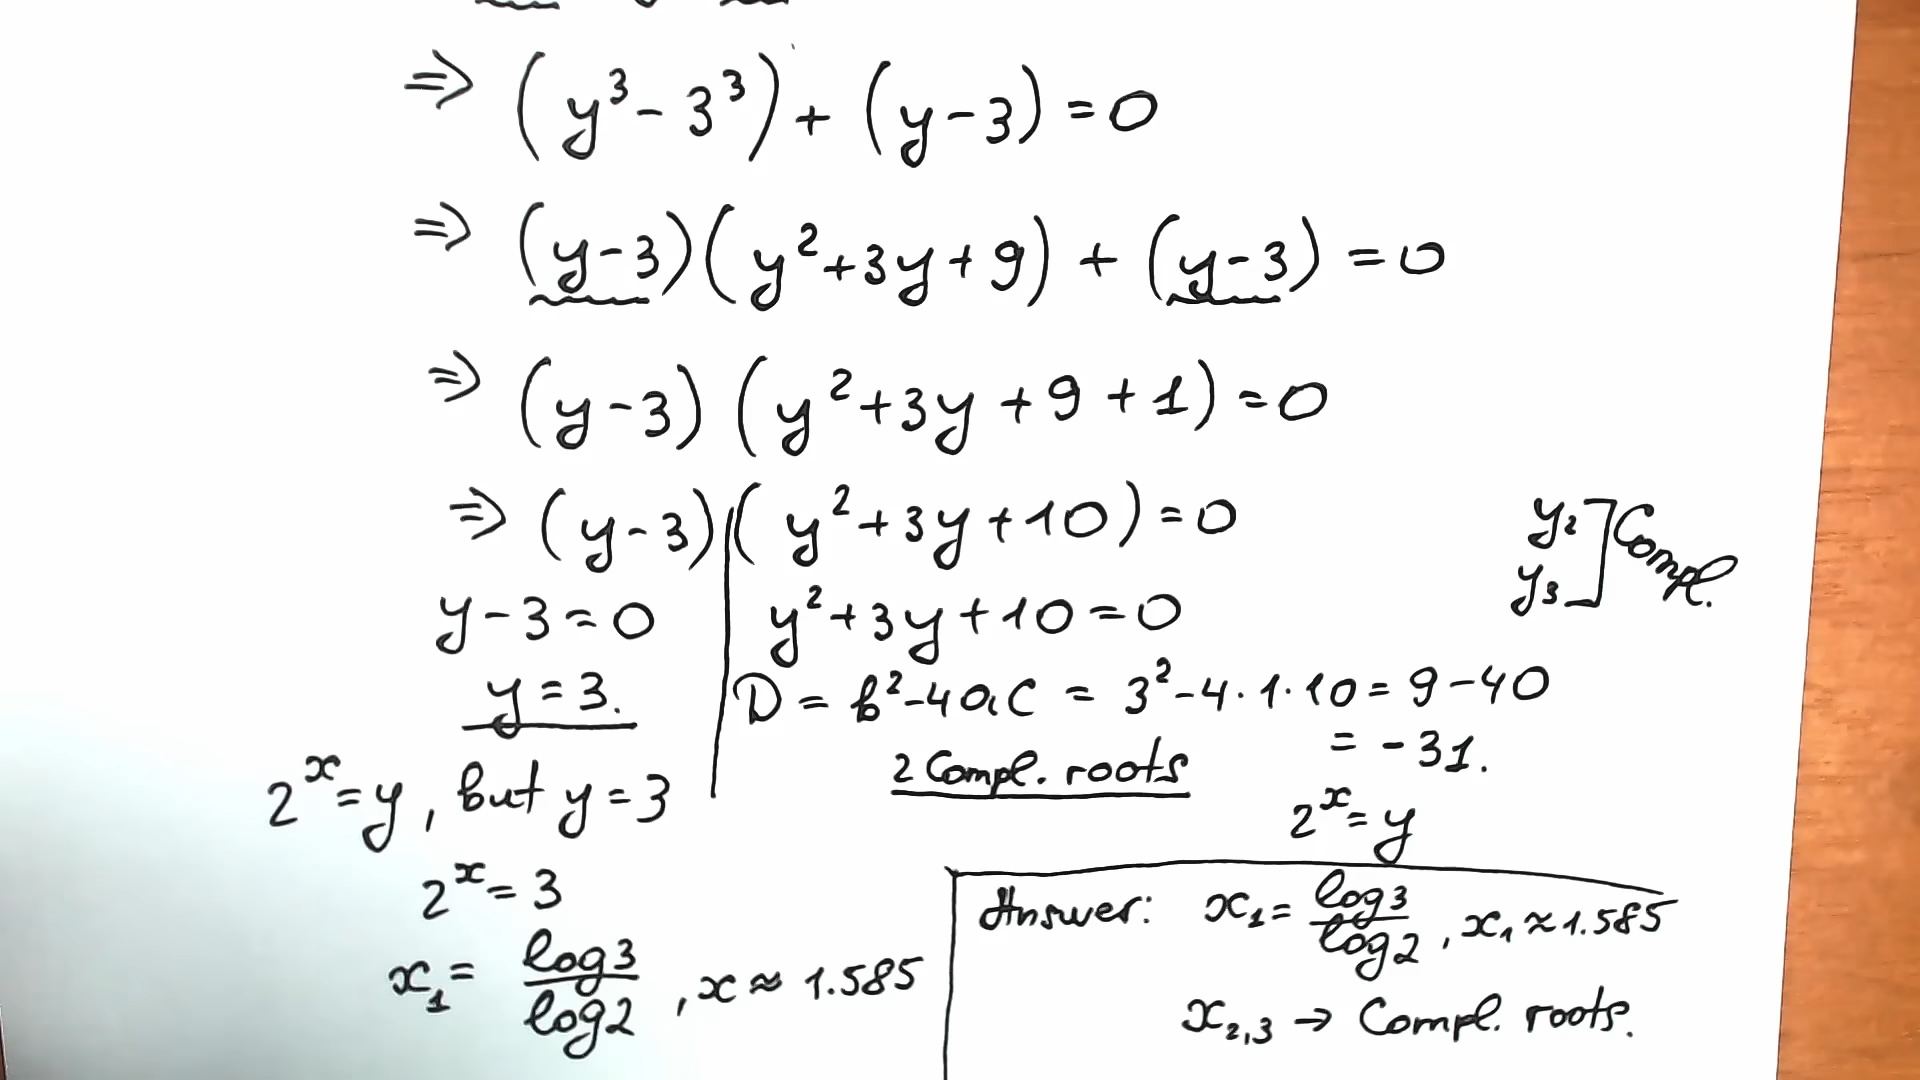 ⇒ (y³ - 3³) + (y - 3) = 0
⇒ (y-3)(y²+3y+9) + (y-3) = 0
⇒ (y-3)(y²+3y+9+1) = 0
⇒ (y-3)(y²+3y+10) = 0
y-3=0
y=3.
2ˣ=y, but y=3
2ˣ=3
x₁= log3/log2, x≈1.585
y²+3y+10=0
D = b²-4ac = 3²-4·1·10 = 9-40
= -31.
2 Compl. roots
y₂
y₃
Compl.
2ˣ=y
Answer: x₁= log3/log2, x₁≈1.585
x₂,₃ → Compl. roots.